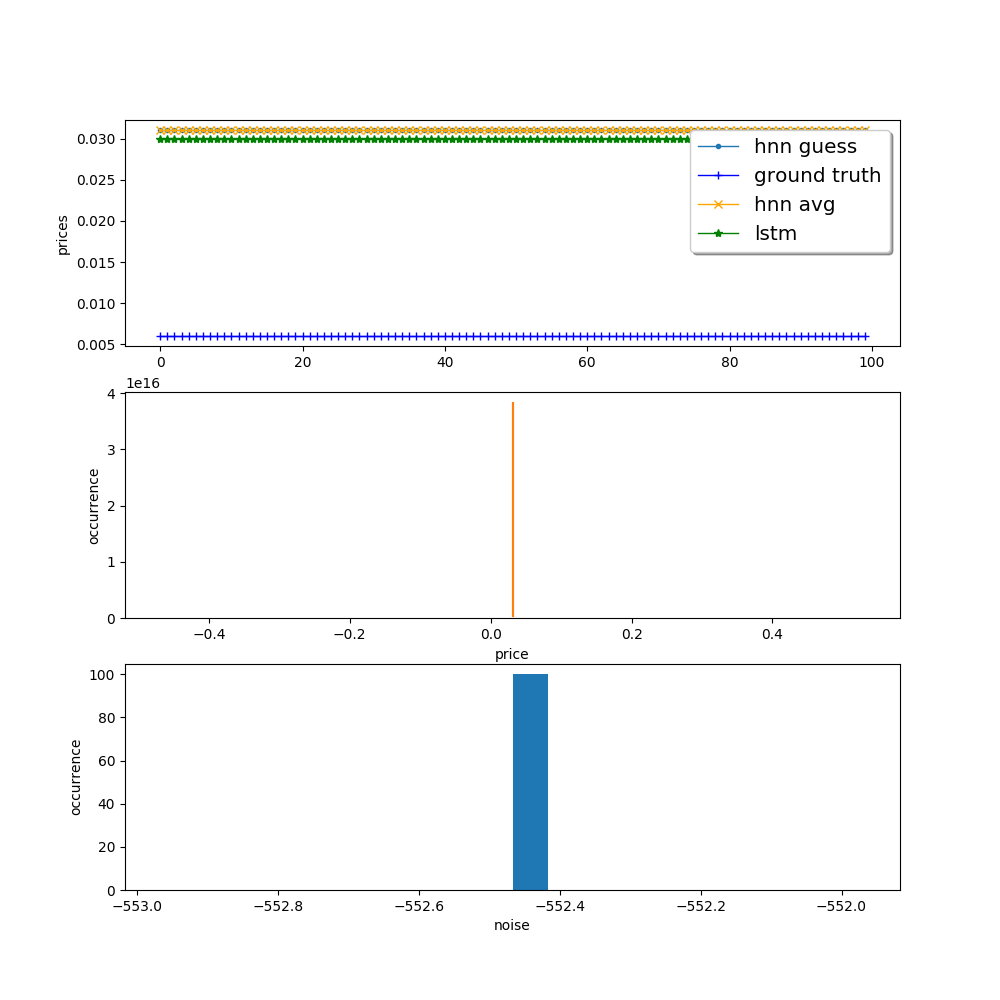 0.030
0.025
0.020
0.015
0.010
0.005
prices
hnn guess
ground truth
hnn avg
lstm
0 20 40 60 80 100
1e16
4
3
2
1
0
occurrence
−0.4 −0.2 0.0 0.2 0.4
price
100
80
60
40
20
0
occurrence
−553.0 −552.8 −552.6 −552.4 −552.2 −552.0
noise